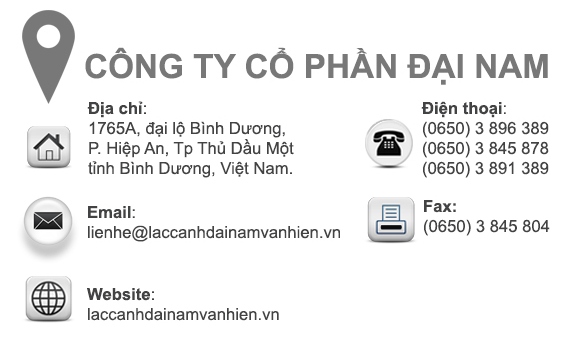 CÔNG TY CỔ PHẦN ĐẠI NAM
Địa chỉ:
1765A, đại lộ Bình Dương,
P. Hiệp An, Tp Thủ Dầu Một
tỉnh Bình Dương, Việt Nam.
Điện thoại:
(0650) 3 896 389
(0650) 3 845 878
(0650) 3 891 389
Email:
lienhe@laccanhdainamvanhien.vn
Fax:
(0650) 3 845 804
Website:
laccanhdainamvanhien.vn